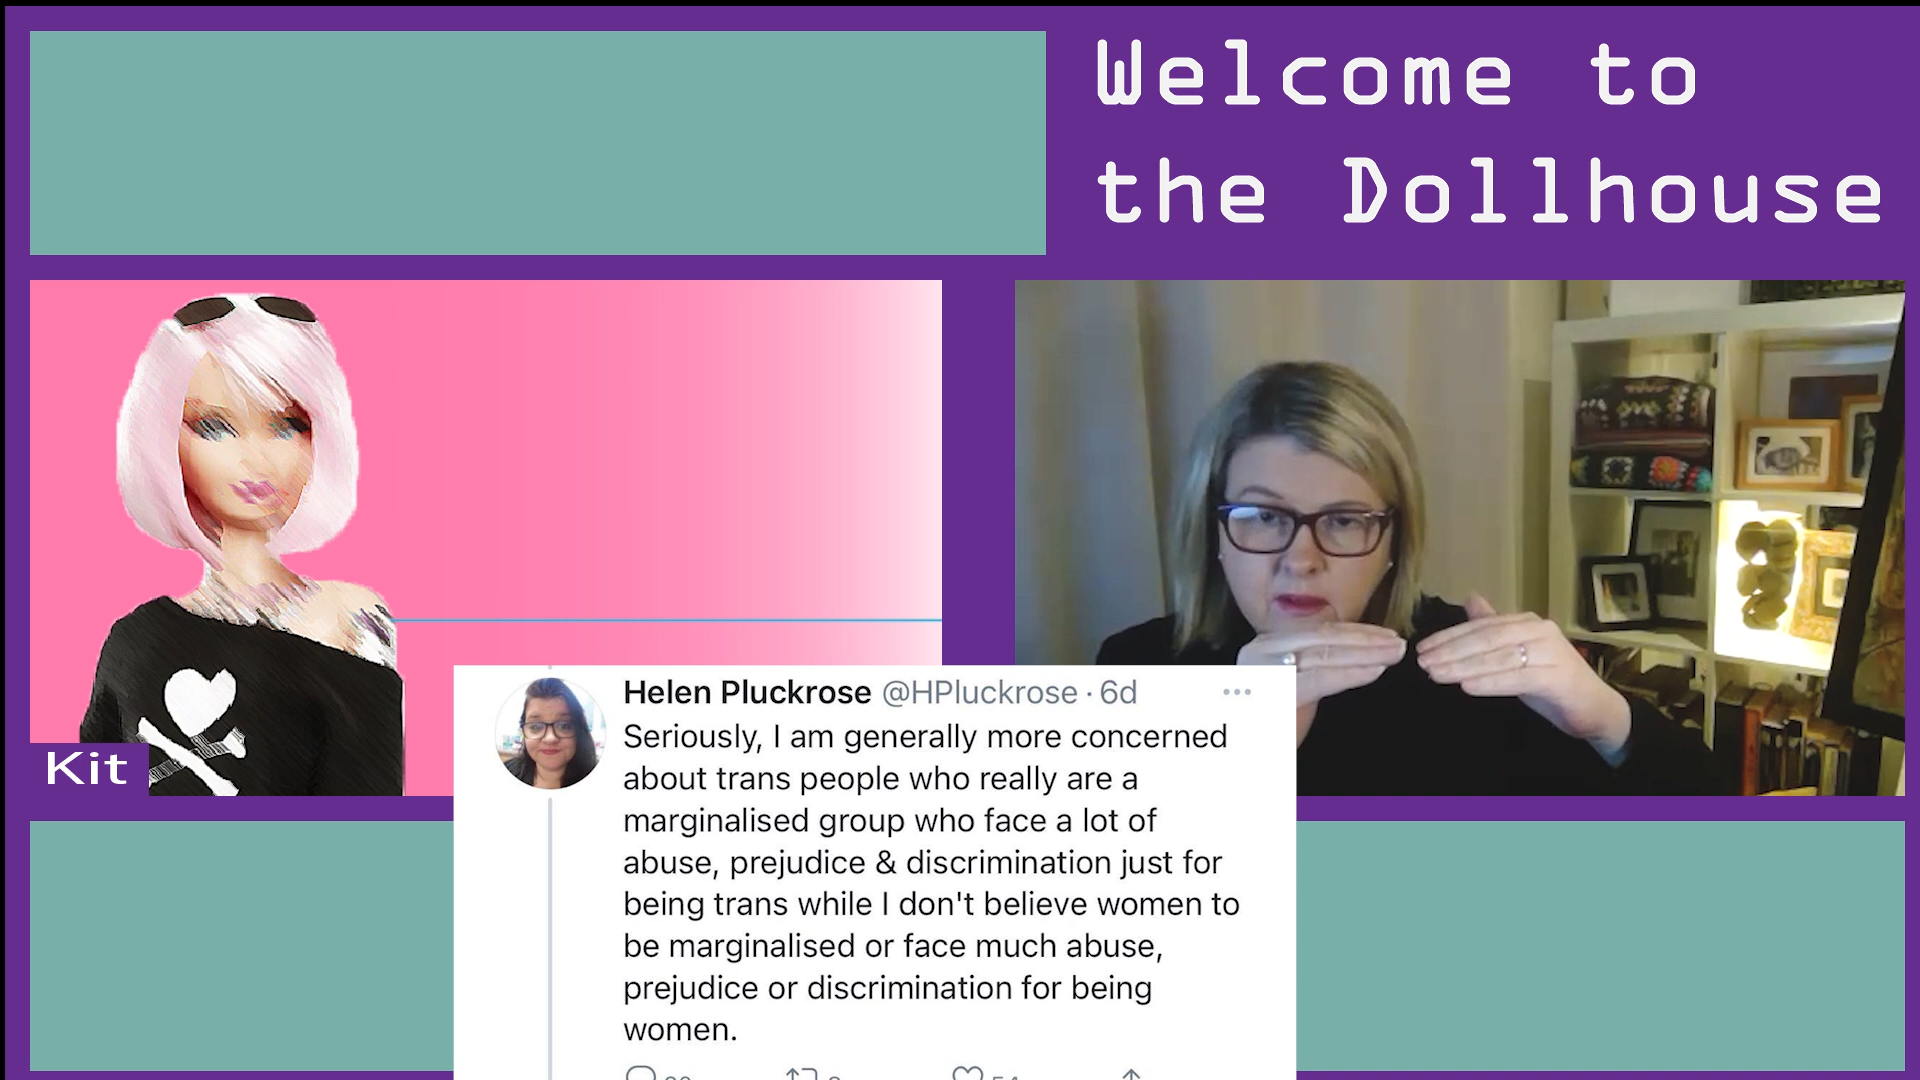 Welcome to
the Dollhouse
Kit
Helen Pluckrose @HPluckrose · 6d
Seriously, I am generally more concerned
about trans people who really are a
marginalised group who face a lot of
abuse, prejudice & discrimination just for
being trans while I don't believe women to
be marginalised or face much abuse,
prejudice or discrimination for being
women.